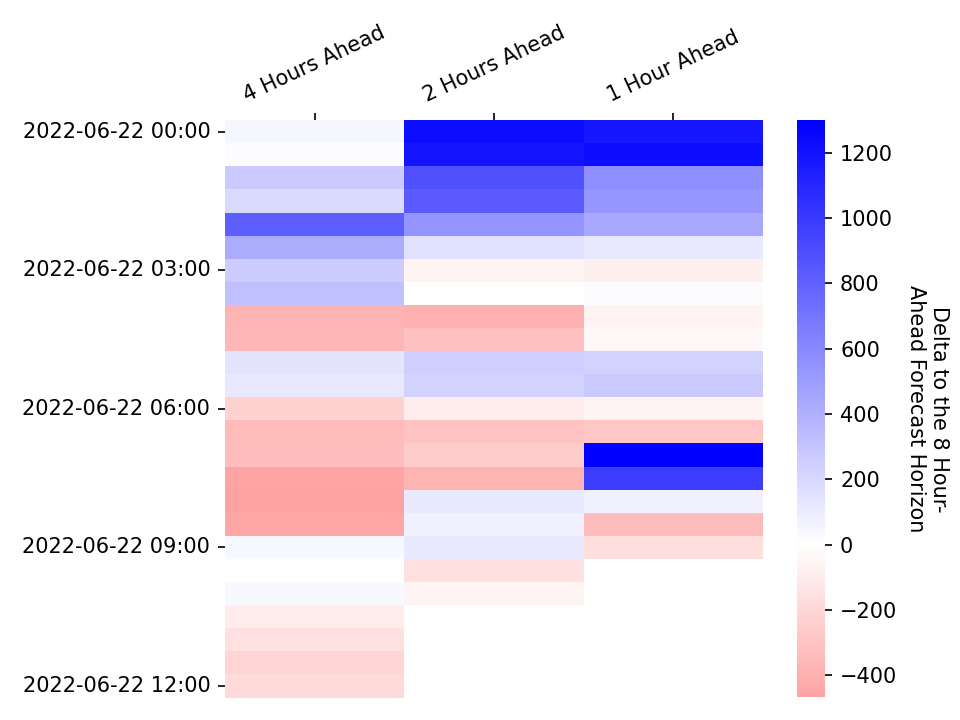 4 Hours Ahead
2 Hours Ahead
1 Hour Ahead
2022-06-22 00:00
2022-06-22 03:00
2022-06-22 06:00
2022-06-22 09:00
2022-06-22 12:00
1200
1000
800
600
400
200
0
−200
−400
Delta to the 8 Hour-
Ahead Forecast Horizon